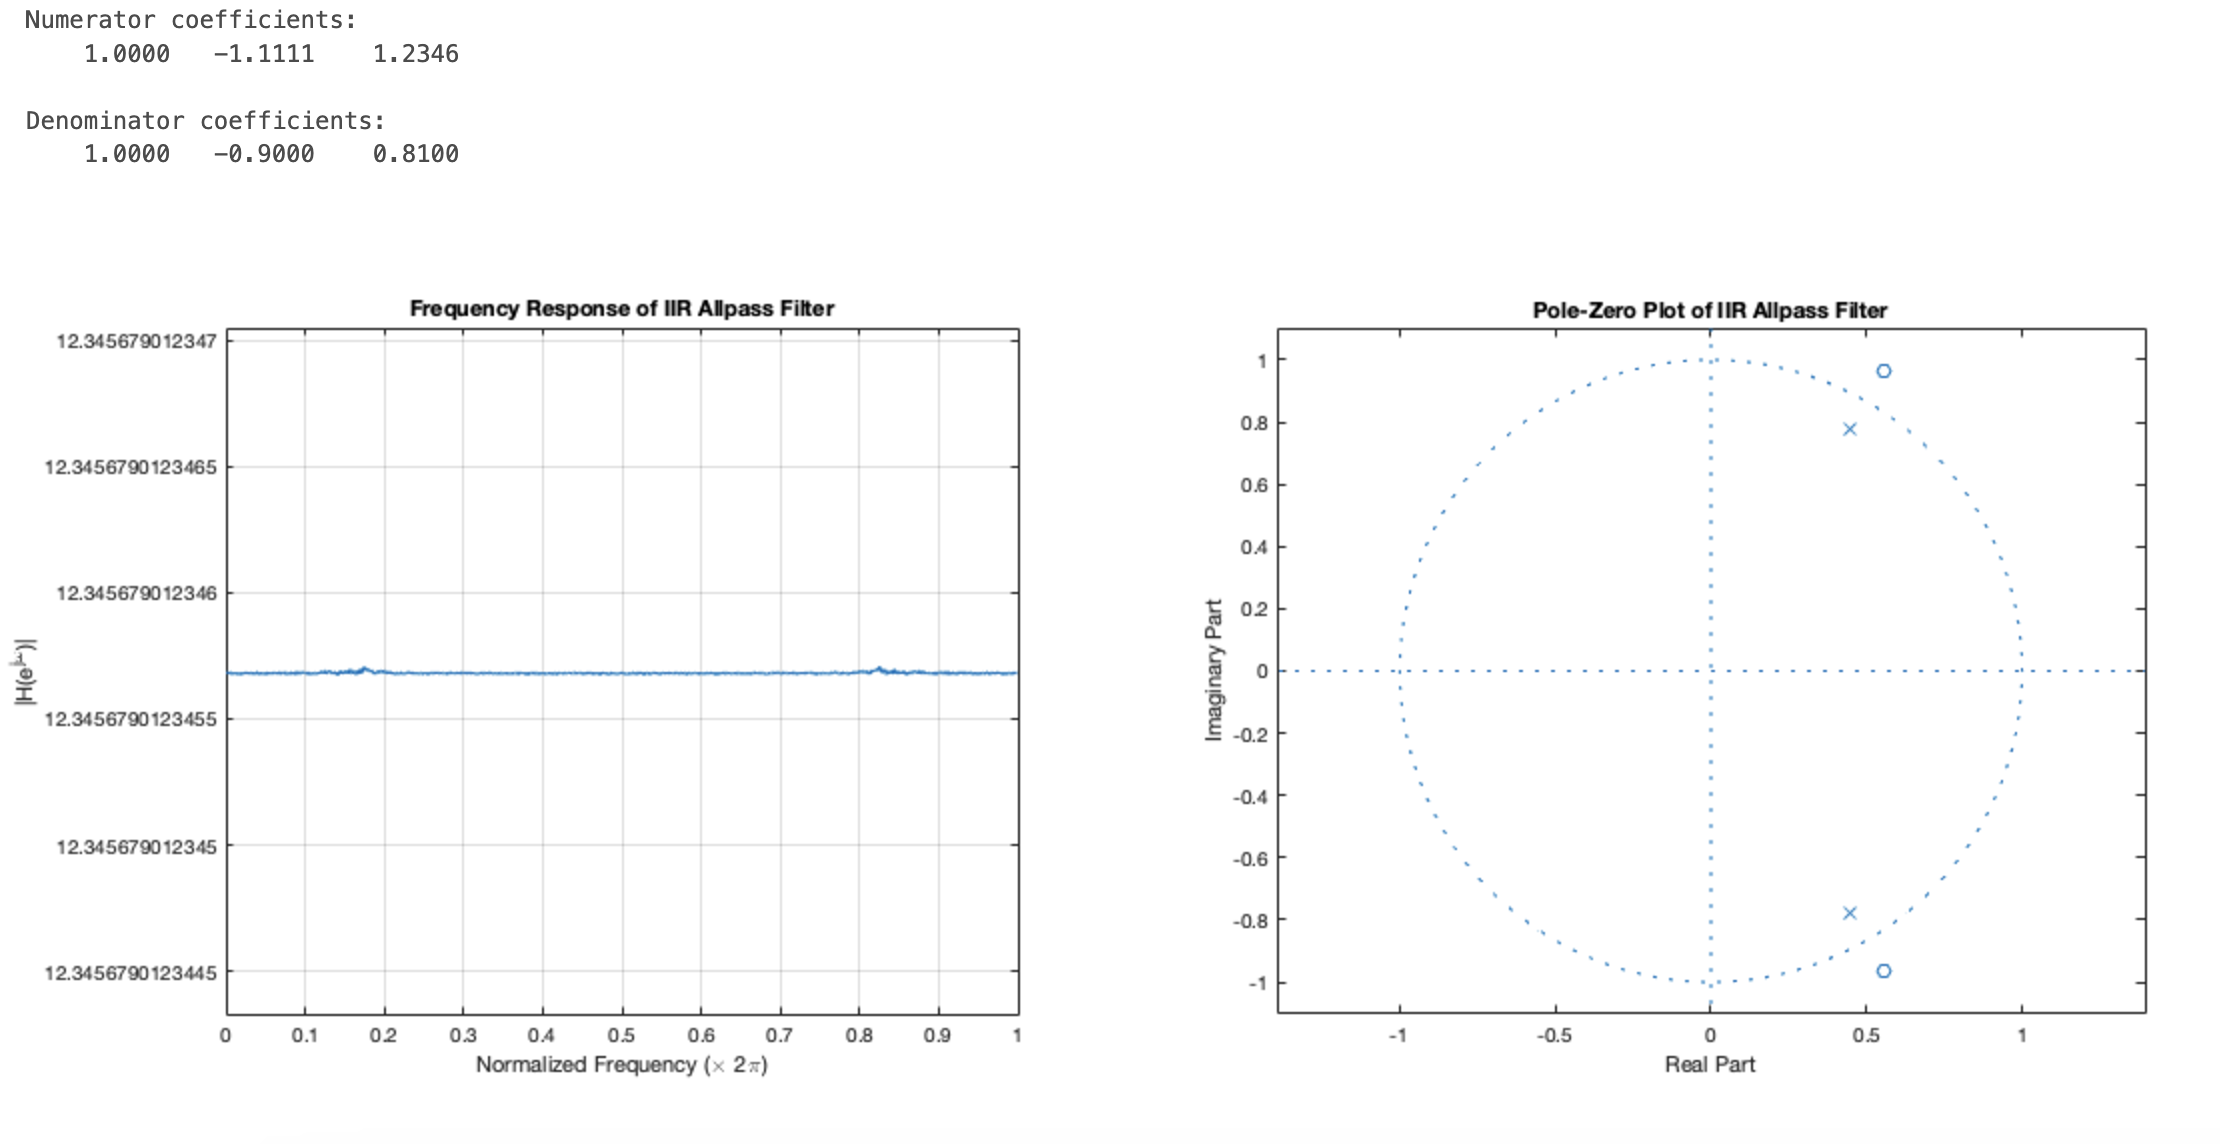 Numerator coefficients:
1.0000 -1.1111 1.2346
Denominator coefficients:
1.0000 -0.9000 0.8100
Frequency Response of IIR Allpass Filter
12.345679012347
12.3456790123465
12.345679012346
12.3456790123455
12.345679012345
12.3456790123445
0 0.1 0.2 0.3 0.4 0.5 0.6 0.7 0.8 0.9 1
Normalized Frequency (× 2π)
Pole-Zero Plot of IIR Allpass Filter
Imaginary Part
1
0.8
0.6
0.4
0.2
0
-0.2
-0.4
-0.6
-0.8
-1
-1 -0.5 0 0.5 1
Real Part